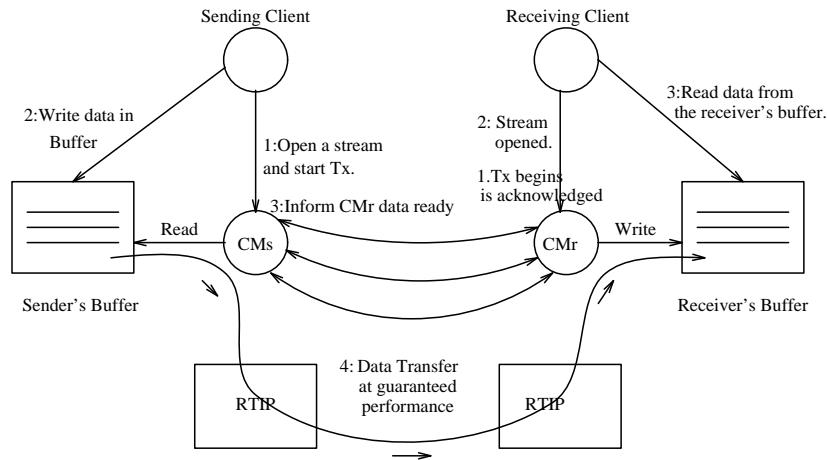 Sending Client
Receiving Client
2:Write data in
Buffer
1:Open a stream
and start Tx.
2: Stream
opened.
3:Read data from
the receiver's buffer.
1.Tx begins
is acknowledged
3:Inform CMr data ready
Read
CMs
CMr
Write
Sender's Buffer
Receiver's Buffer
4: Data Transfer
at guaranteed
performance
RTIP
RTIP